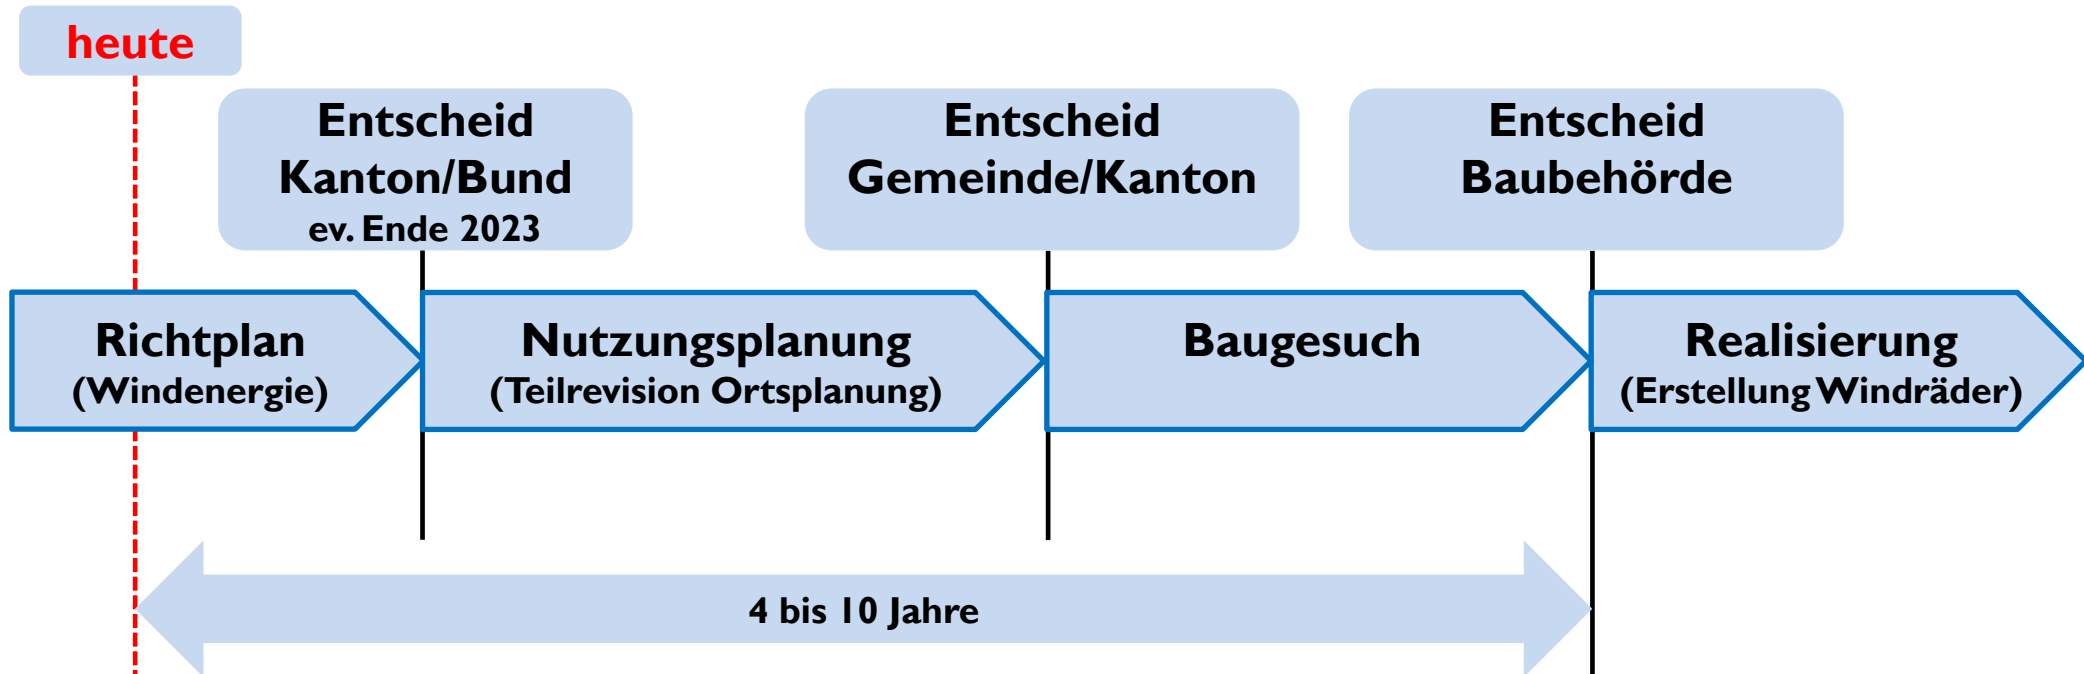 heute
Entscheid
Kanton/Bund
ev. Ende 2023
Entscheid
Gemeinde/Kanton
Entscheid
Baubehörde
Richtplan
(Windenergie)
Nutzungsplanung
(Teilrevision Ortsplanung)
Baugesuch
Realisierung
(Erstellung Windräder)
4 bis 10 Jahre